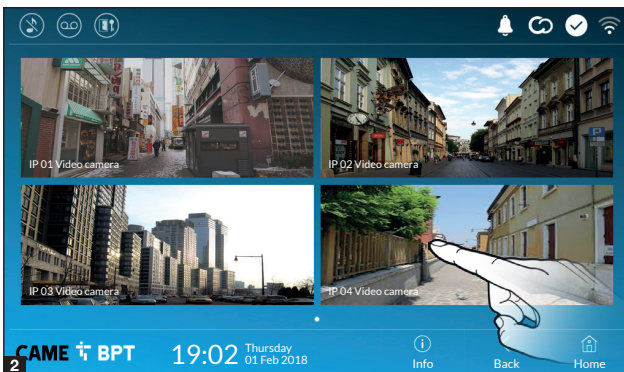 IP 01 Video camera
IP 02 Video camera
P
IP 03 Video camera
IP 04 Video camera
2
CAME BPT
19:02
Thursday
01 Feb 2018
i
Info
Back
Home